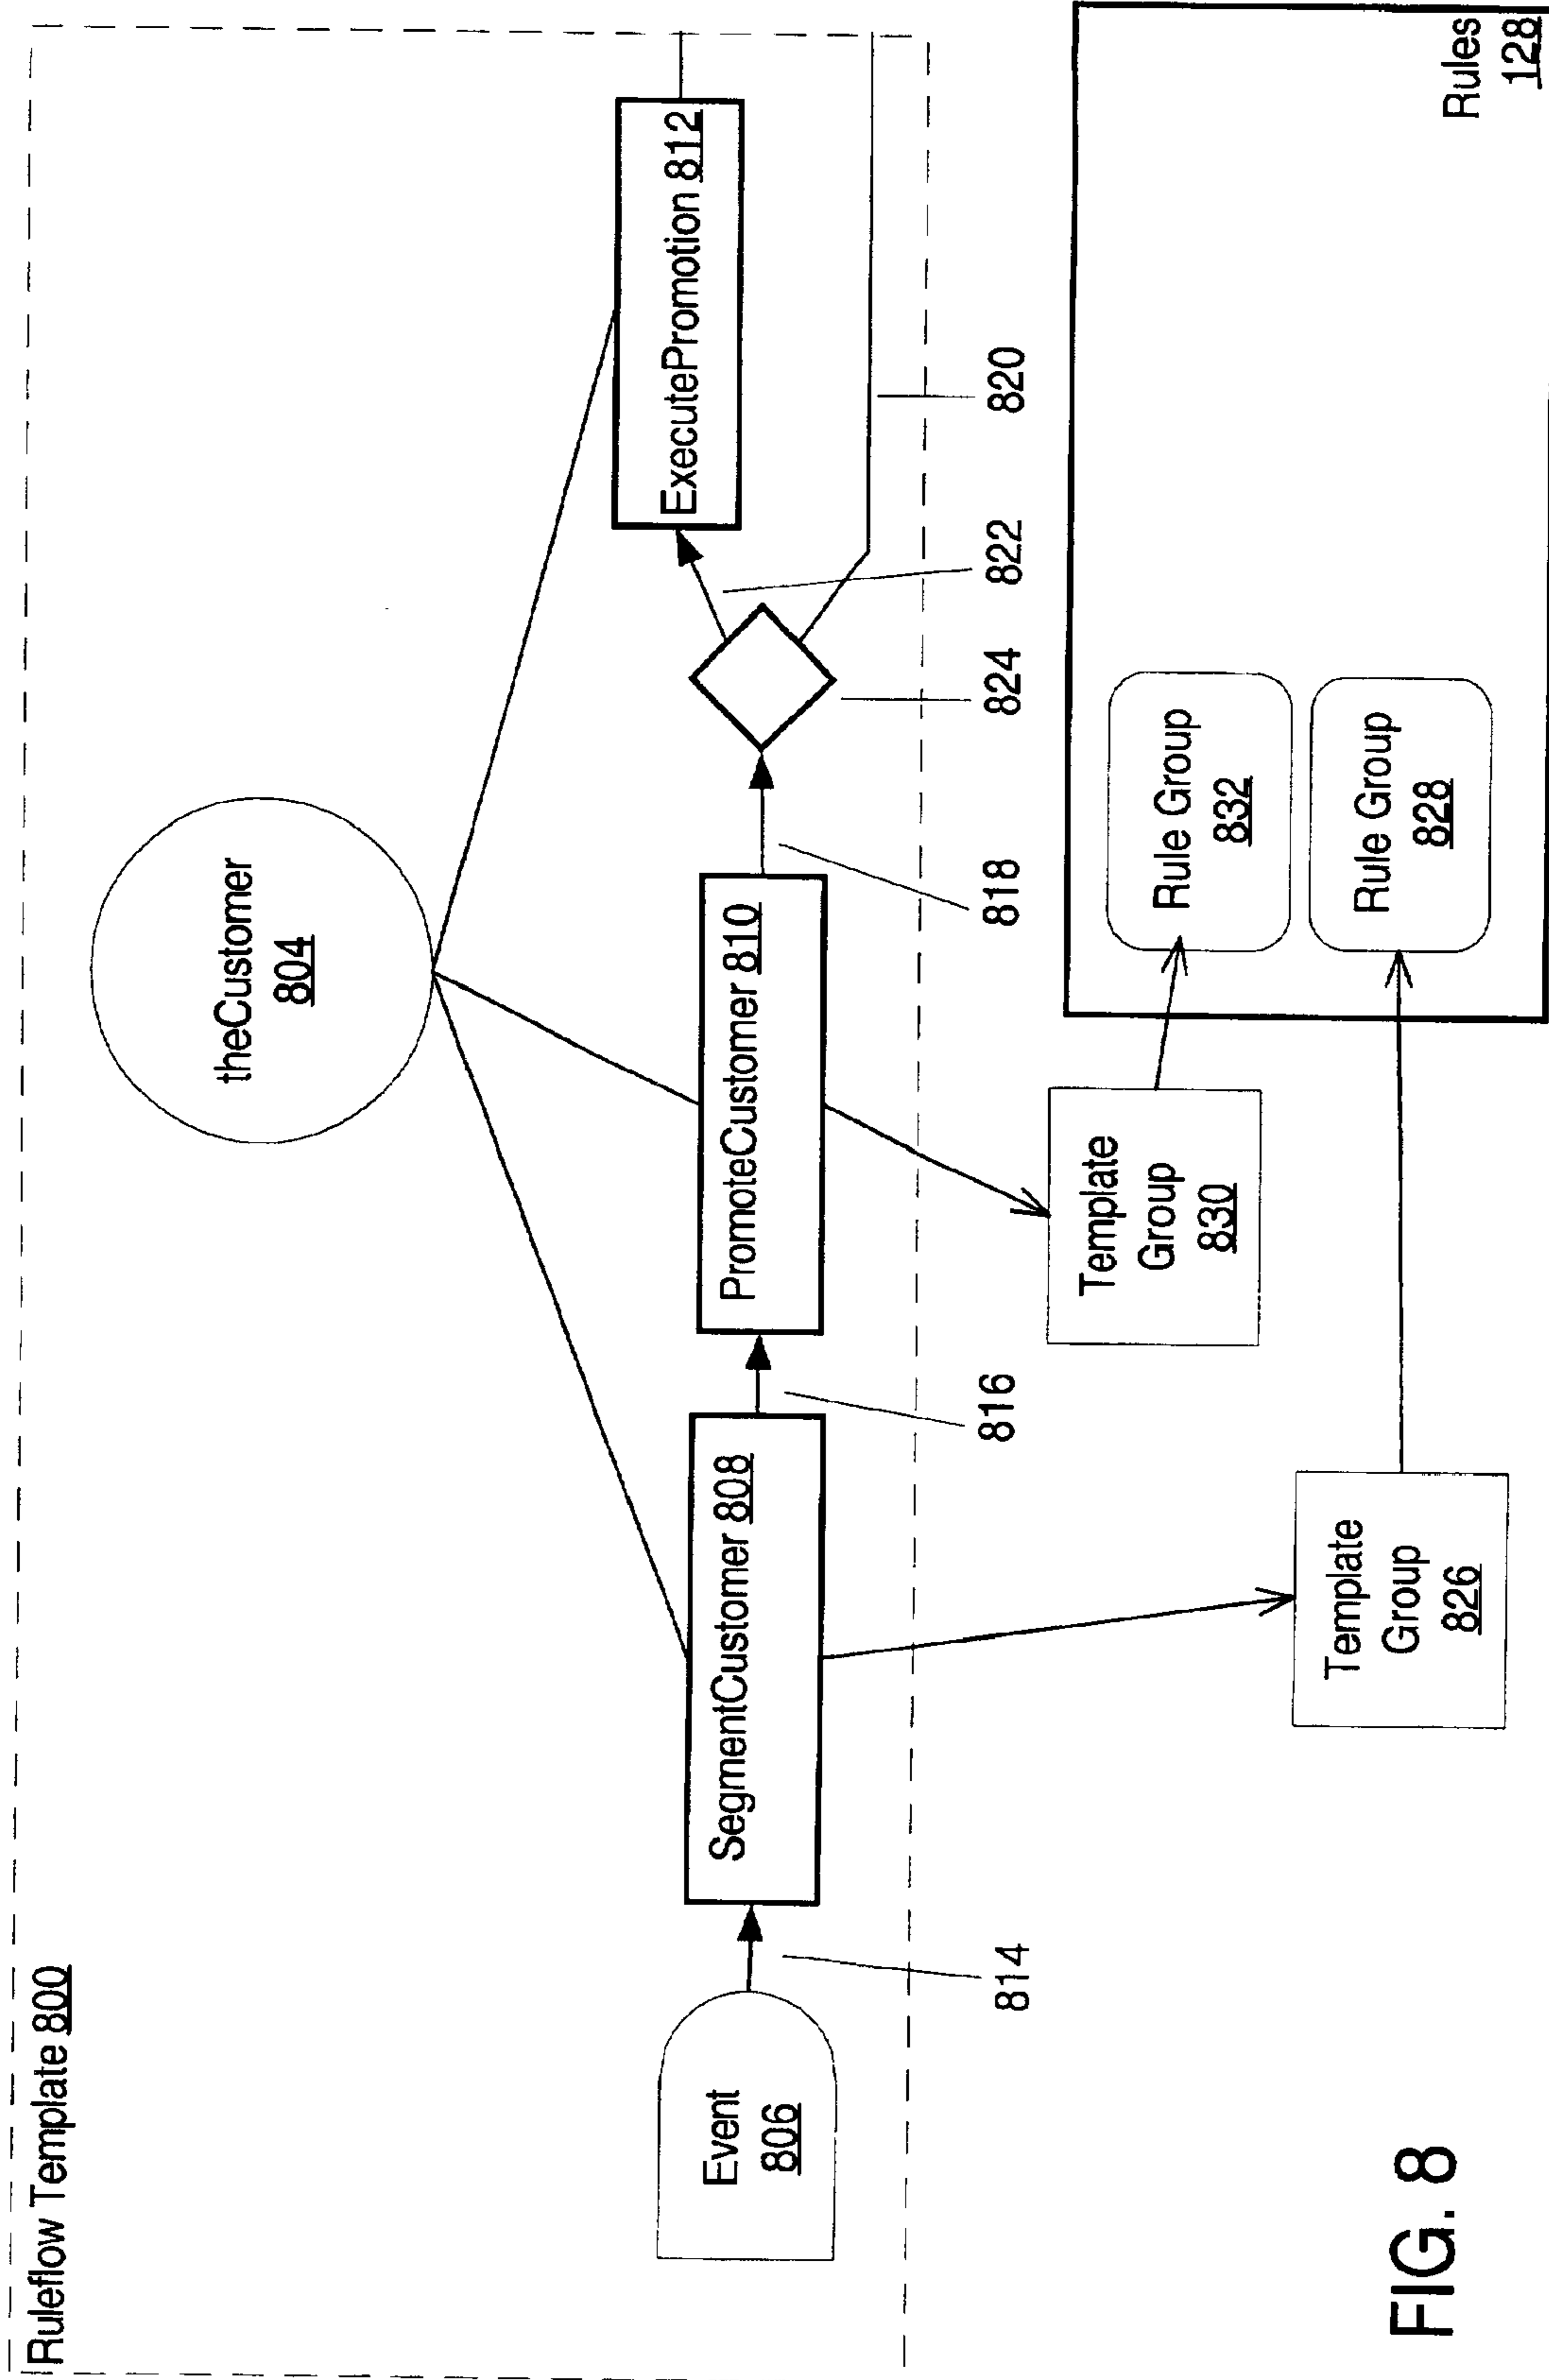 Ruleflow Template 800
theCustomer
804
Event
806
SegmentCustomer 808
PromoteCustomer 810
ExecutePromotion 812
814
816
818
824
822
820
Template
Group
826
Template
Group
830
Rule Group
832
Rule Group
828
Rules
128
FIG. 8